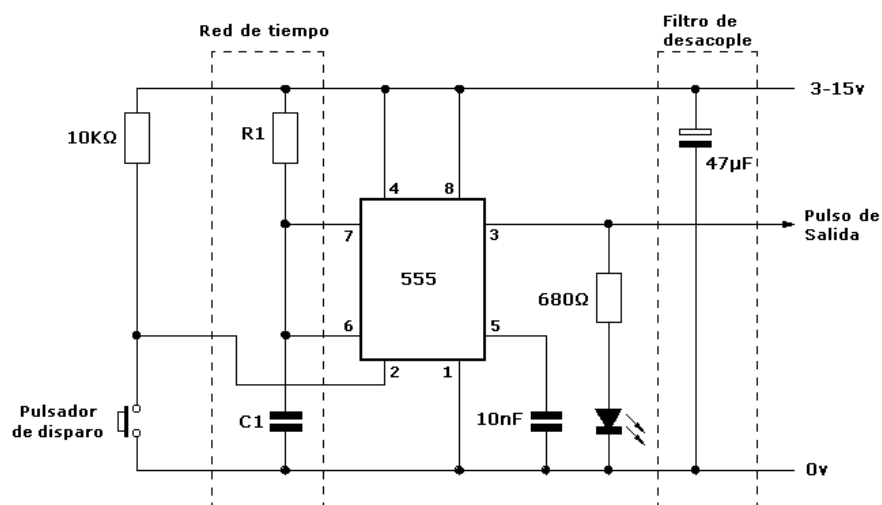 Red de tiempo
Filtro de
desacople
3-15v
10KΩ
R1
47µF
4
8
7
3
Pulso de
Salida
555
680Ω
6
5
2
1
Pulsador
de disparo
C1
10nF
0v